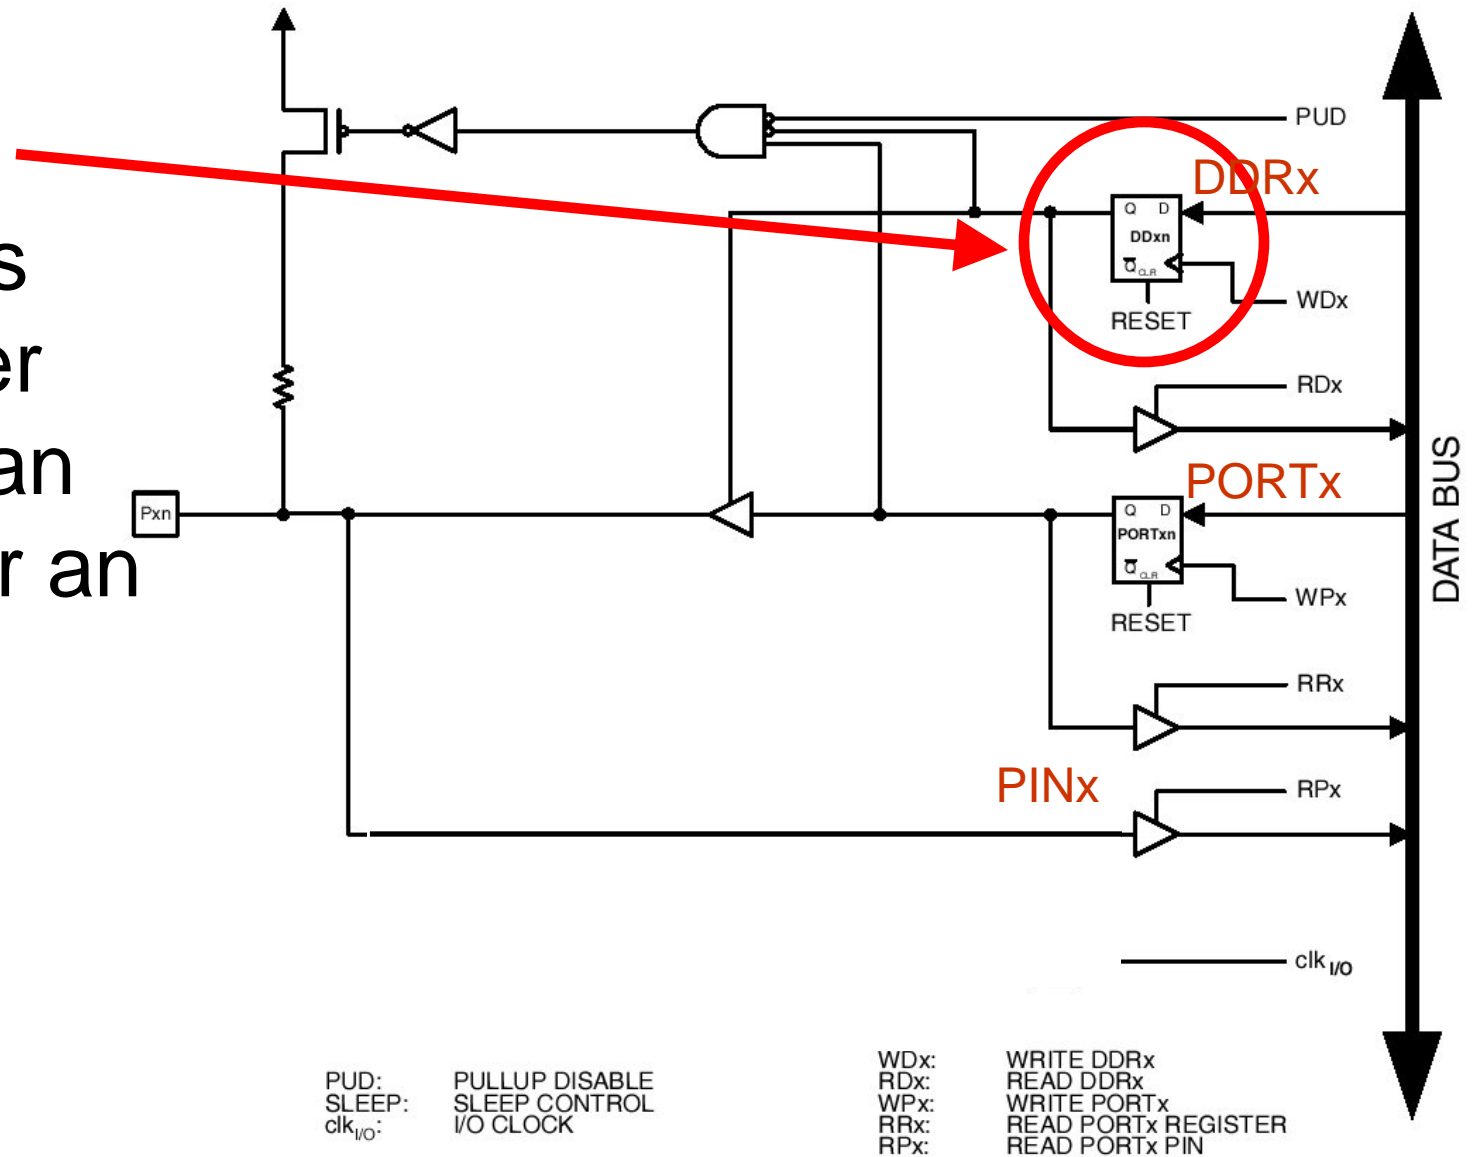 PUD
DDRx
Q D
DDxn
Q CLR
WDx
RESET
s
er
an
r an
RDx
PORTx
Pxn
Q D
PORTxn
Q CLR
WPx
RESET
DATA BUS
RRx
PINx
RPx
clk I/O
PUD: PULLUP DISABLE
SLEEP: SLEEP CONTROL
clkI/O: I/O CLOCK
WDx: WRITE DDRx
RDx: READ DDRx
WPx: WRITE PORTx
RRx: READ PORTx REGISTER
RPx: READ PORTx PIN